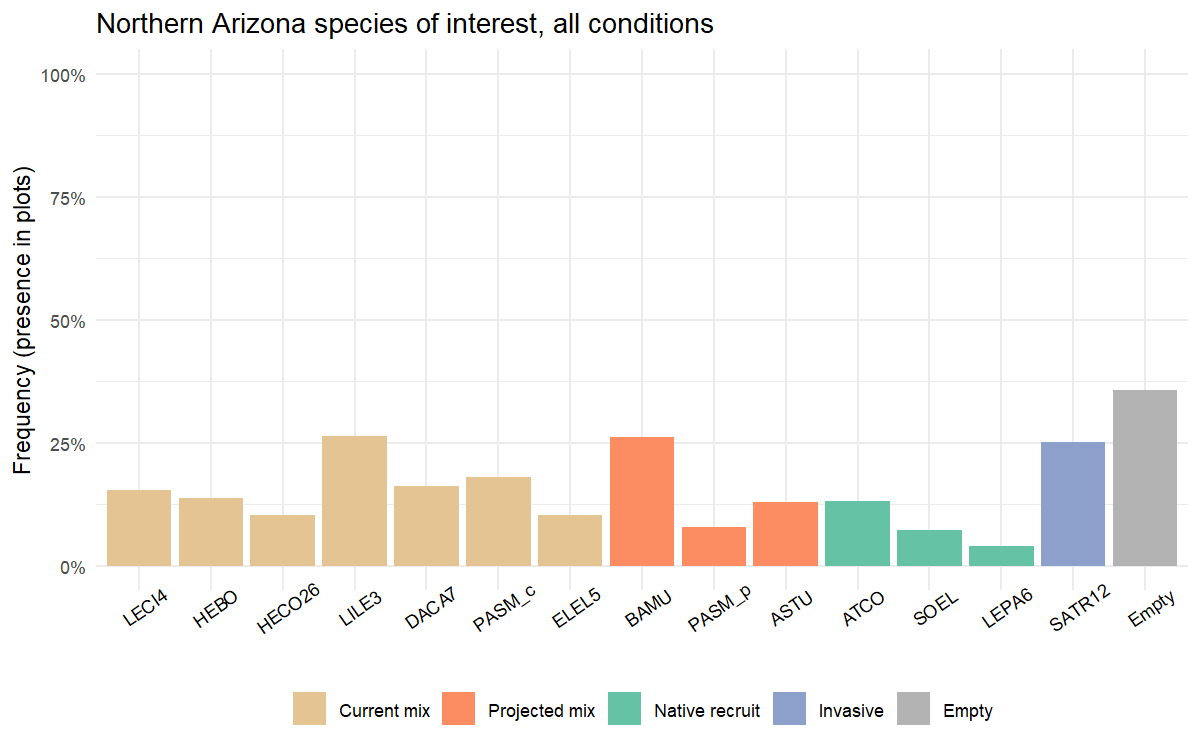 Northern Arizona species of interest, all conditions
Frequency (presence in plots)
100%
75%
50%
25%
0%
LECI4 HEBO HECO26 LILE3 DACA7 PASM_c ELEL5 BAMU PASM_p ASTU ATCO SOEL LEPA6 SATR12 Empty
Current mix Projected mix Native recruit Invasive Empty